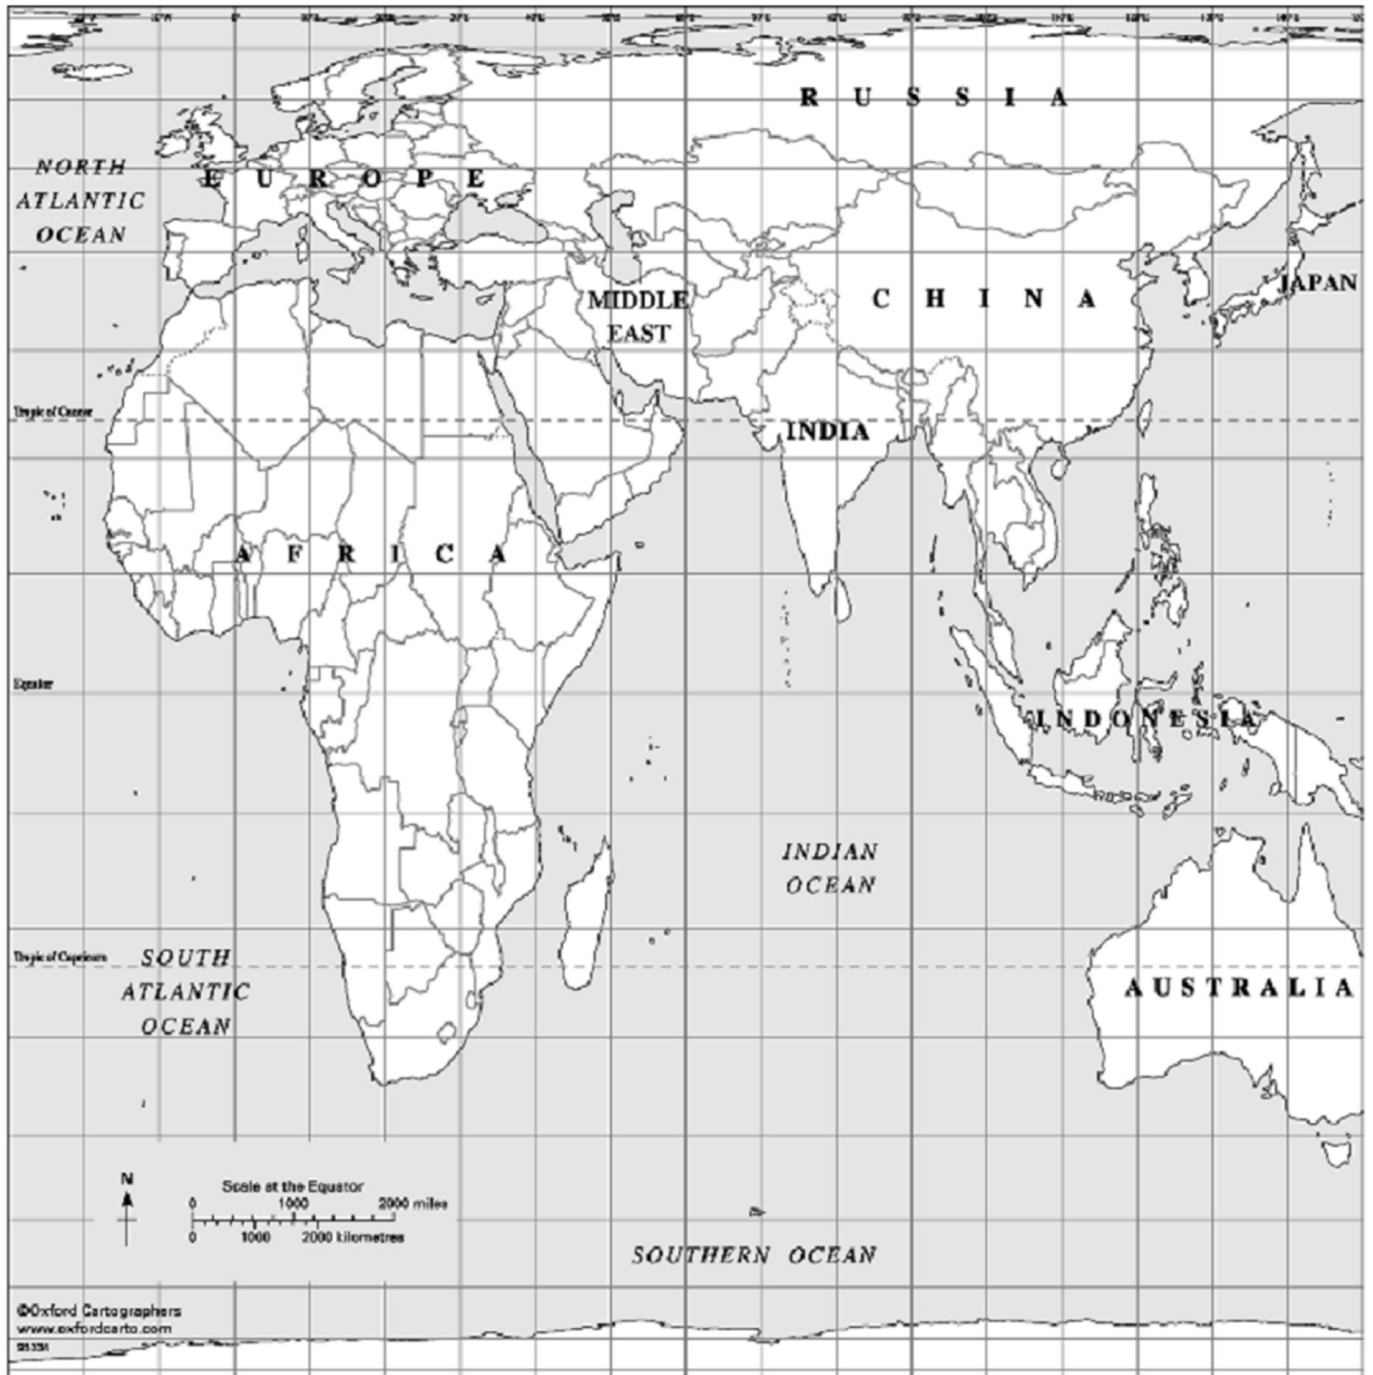 RUSSIA
NORTH
ATLANTIC
OCEAN
EUROPE
MIDDLE
EAST
CHINA
JAPAN
Tropic of Cancer
INDIA
AFRICA
Equator
INDONESIA
INDIAN
OCEAN
Tropic of Capricorn
SOUTH
ATLANTIC
OCEAN
AUSTRALIA
N
Scale at the Equator
0 1000 2000 miles
0 1000 2000 kilometres
SOUTHERN OCEAN
©Oxford Cartographers
www.oxfordcarto.com